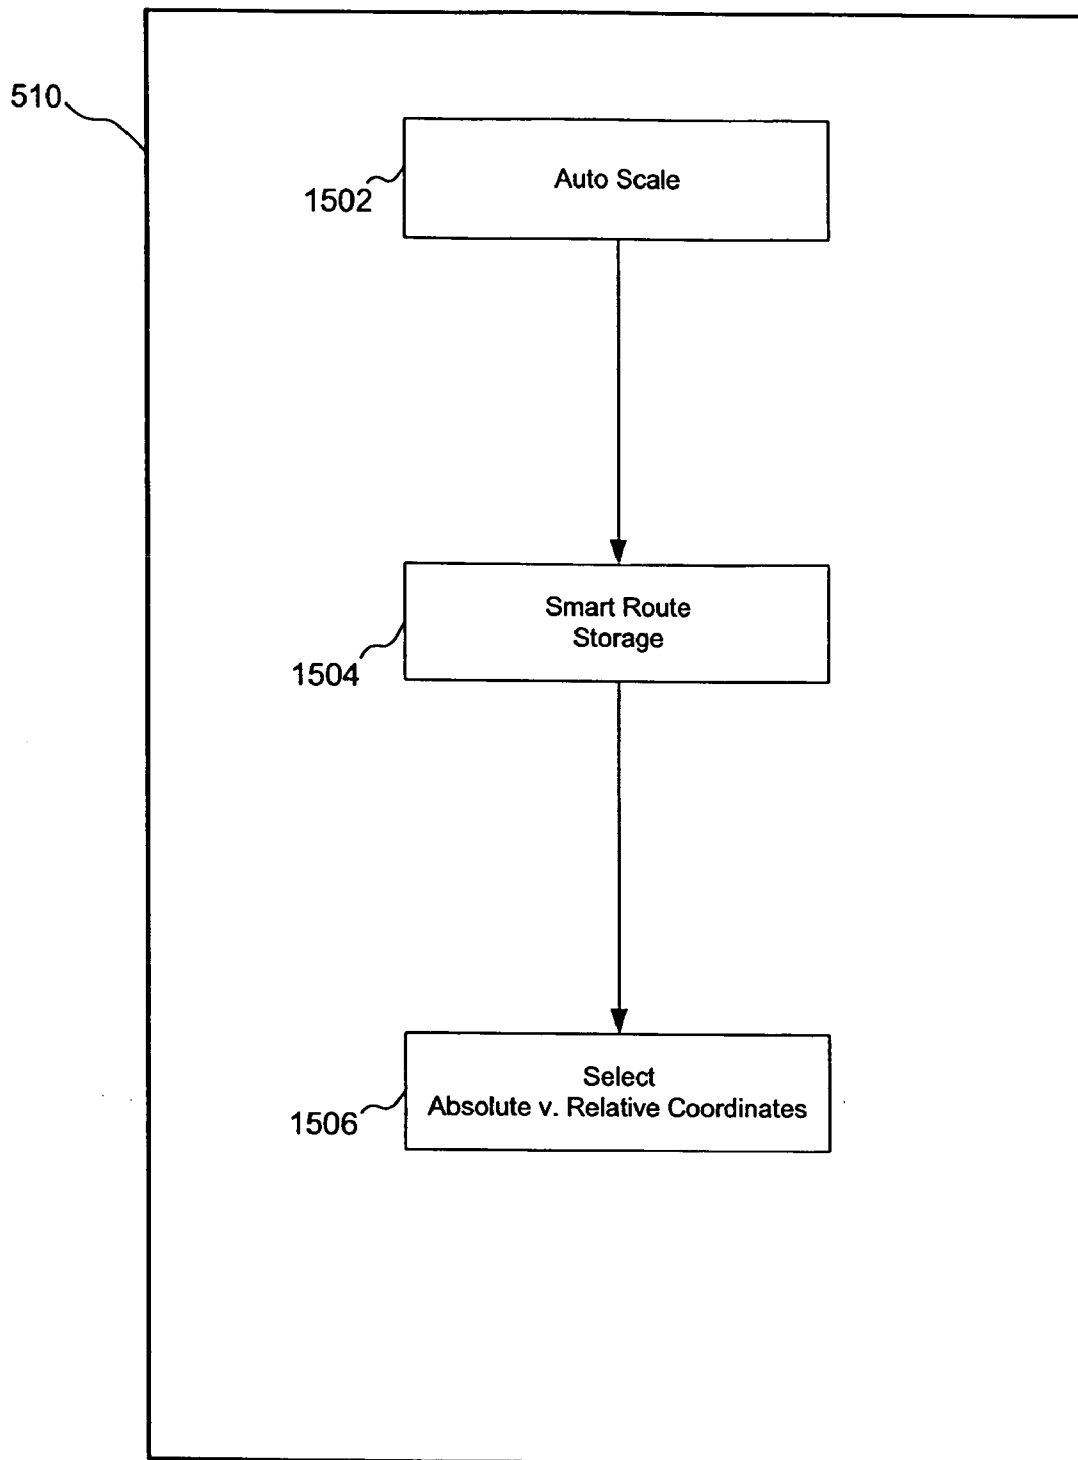 510
Auto Scale
1502
Smart Route
Storage
1504
Select
Absolute v. Relative Coordinates
1506